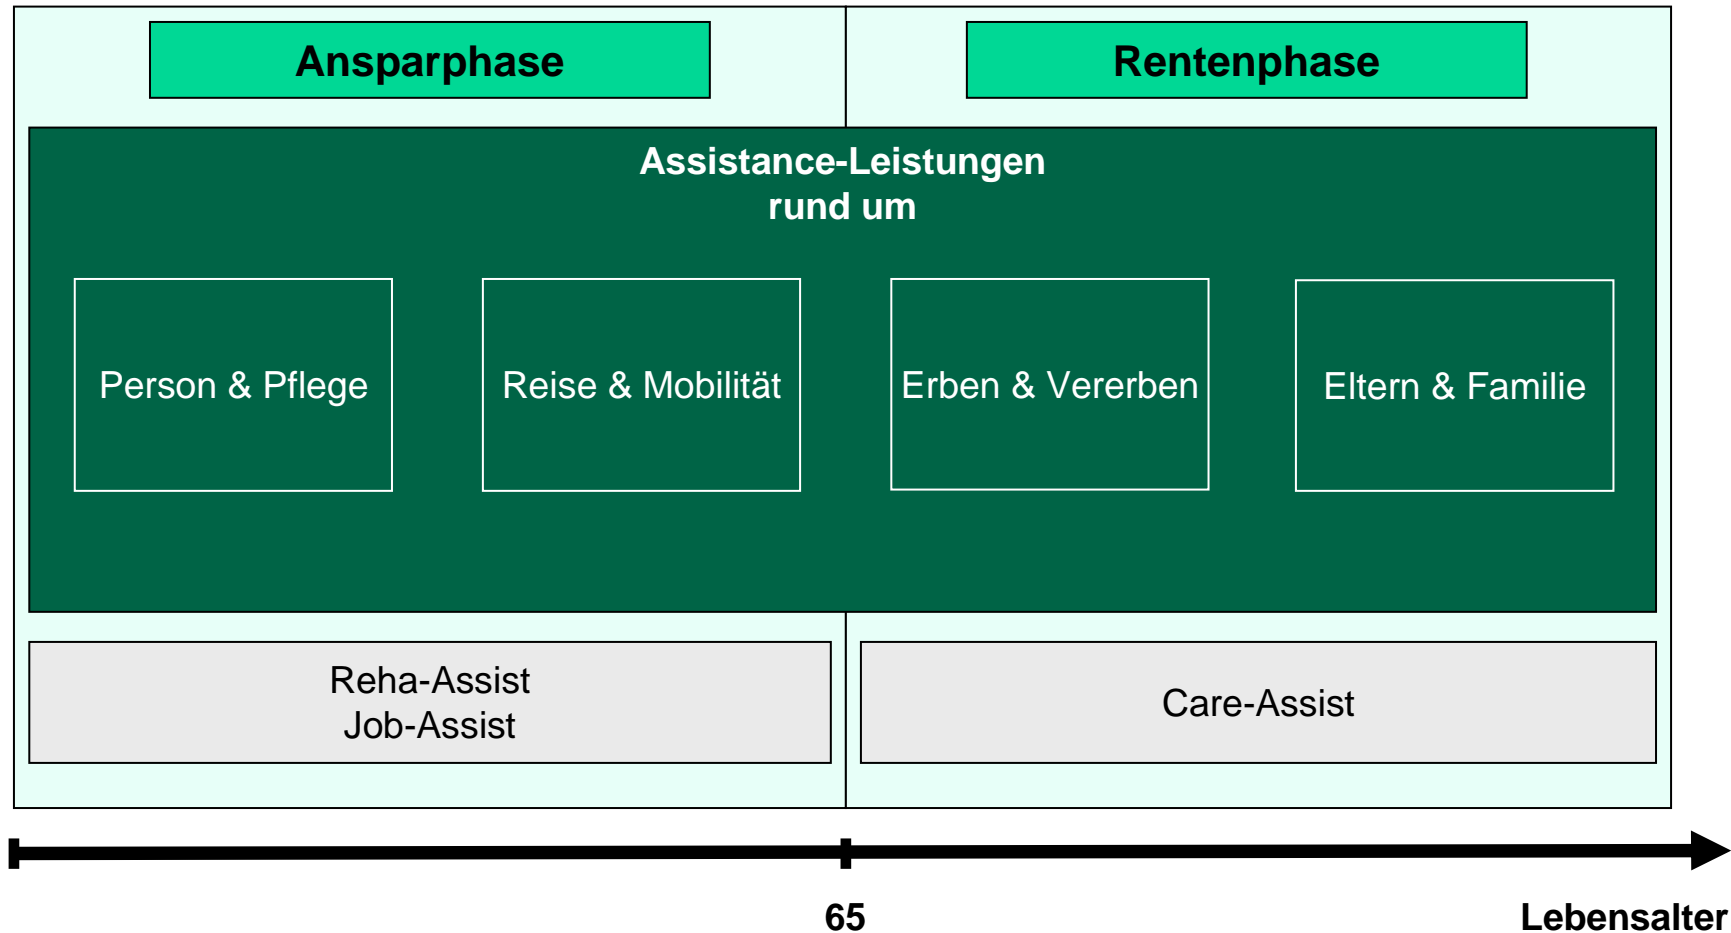 Ansparphase
Rentenphase
Assistance-Leistungen
rund um
Person & Pflege
Reise & Mobilität
Erben & Vererben
Eltern & Familie
Reha-Assist
Job-Assist
Care-Assist
65
Lebensalter